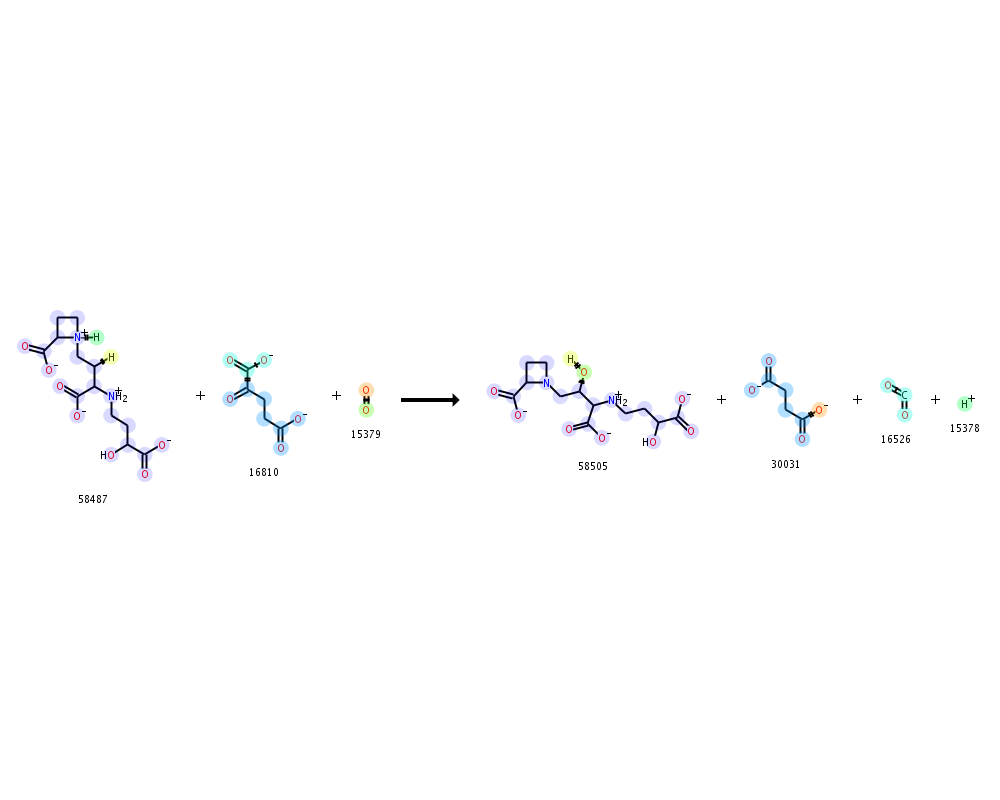 H
N+
H
O
O-
O
O-
NH2+
HO
O-
O
58487
+
O
O-
O
O-
O
16810
+
O
O
15379
H
O
N
O
O-
O
O-
NH2+
HO
O-
O
58505
+
O
O-
O-
O
30031
+
O
C
O
16526
+
H+
15378